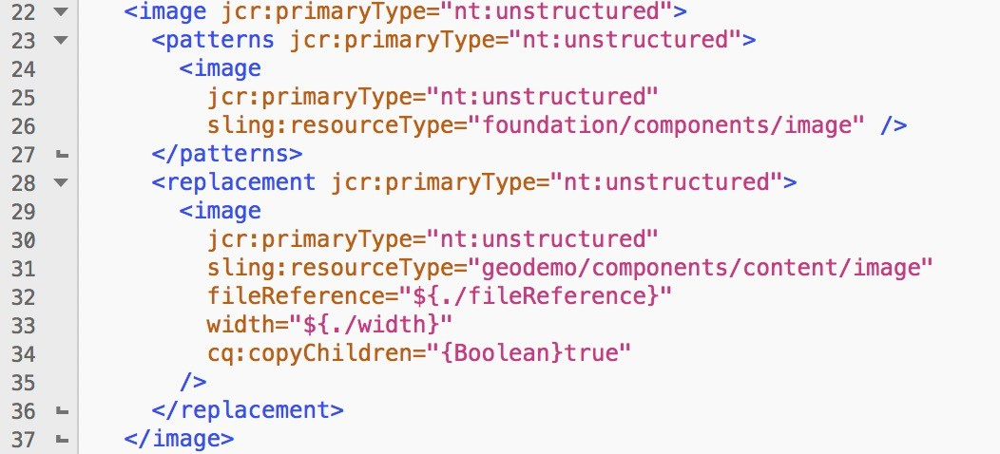 22 <image jcr:primaryType="nt:unstructured">
23 <patterns jcr:primaryType="nt:unstructured">
24 <image
25 jcr:primaryType="nt:unstructured"
26 sling:resourceType="foundation/components/image" />
27 </patterns>
28 <replacement jcr:primaryType="nt:unstructured">
29 <image
30 jcr:primaryType="nt:unstructured"
31 sling:resourceType="geodemo/components/content/image"
32 fileReference="${./fileReference}"
33 width="${./width}"
34 cq:copyChildren="{Boolean}true"
35 />
36 </replacement>
37 </image>